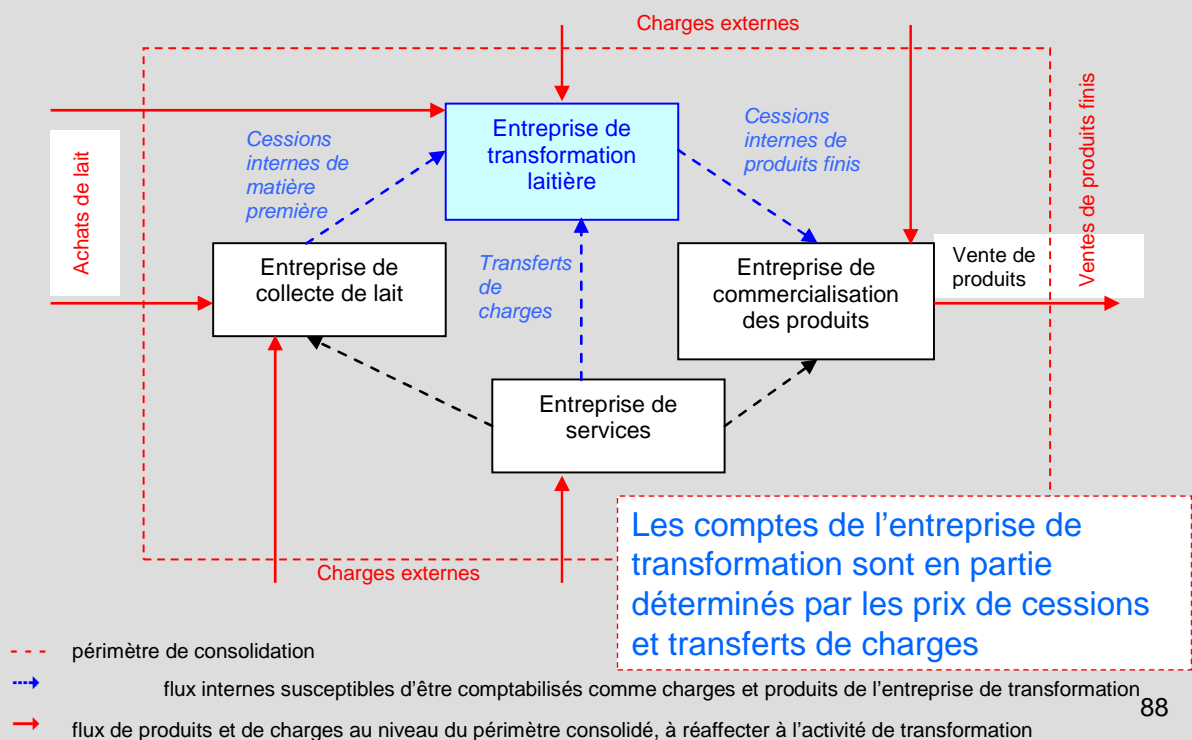 Charges externes
Entreprise de
transformation
laitière
Cessions
internes de
matière
première
Cessions
internes de
produits finis
Achats de lait
Ventes de produits finis
Entreprise de
collecte de lait
Transferts
de
charges
Entreprise de
commercialisation
des produits
Vente de
produits
Entreprise de
services
Charges externes
Les comptes de l’entreprise de
transformation sont en partie
déterminés par les prix de cessions
et transferts de charges
périmètre de consolidation
flux internes susceptibles d’être comptabilisés comme charges et produits de l’entreprise de transformation
88
flux de produits et de charges au niveau du périmètre consolidé, à réaffecter à l’activité de transformation